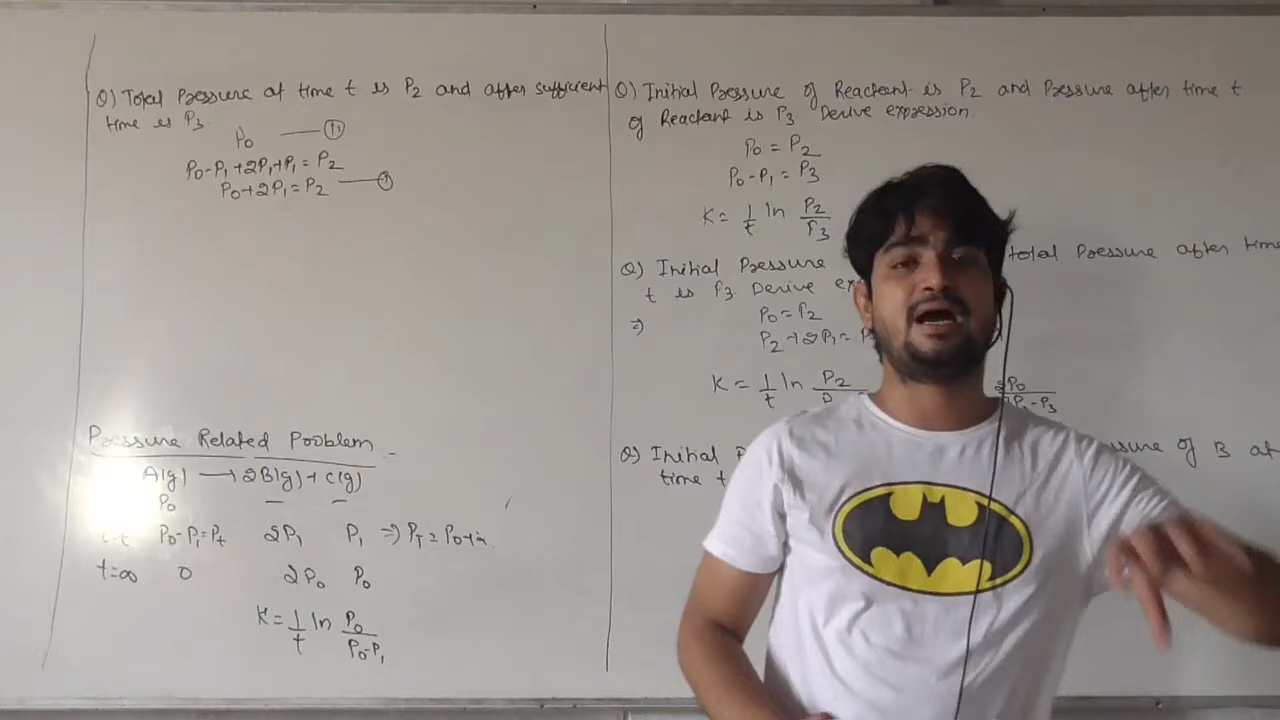 Q) Total Pressure at time t is P2 and after sufficient
time is P3
P0 —— (11)
P0-P1+2P1+P1 = P2
P0+2P1 = P2 —— (1)
Pressure Related Problem -
A(g) → 2B(g) + C(g)
P0 — —
P0-P1=Pt 2P1 P1 ⇒ PT = P0+
t=∞ 0 2P0 P0
K = 1/t ln P0/P0-P1
Q) Initial Pressure of Reactant is P2 and Pressure after time t
of Reactant is P3. Derive expression.
P0 = P2
P0-P1 = P3
K = 1/t ln P2/P3
Q) Initial Pressure total Pressure after time
t is P3. Derive
⇒ P0 = P2
P2+2P1 =
K = 1/t ln P2 2P0
Q) Initial of B at
time t